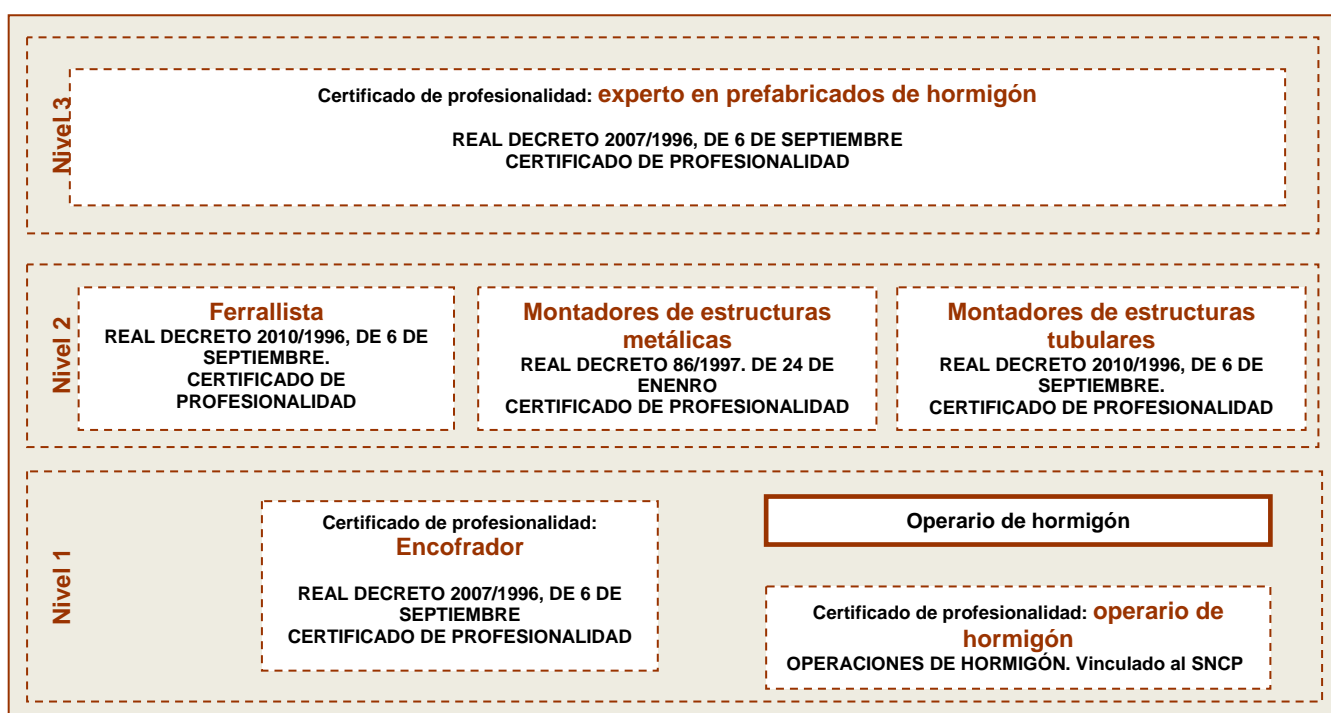 Nivel3
Certificado de profesionalidad: experto en prefabricados de hormigón
REAL DECRETO 2007/1996, DE 6 DE SEPTIEMBRE
CERTIFICADO DE PROFESIONALIDAD
Nivel 2
Ferrallista
REAL DECRETO 2010/1996, DE 6 DE
SEPTIEMBRE.
CERTIFICADO DE
PROFESIONALIDAD
Montadores de estructuras
metálicas
REAL DECRETO 86/1997. DE 24 DE
ENENRO
CERTIFICADO DE PROFESIONALIDAD
Montadores de estructuras
tubulares
REAL DECRETO 2010/1996, DE 6 DE
SEPTIEMBRE.
CERTIFICADO DE PROFESIONALIDAD
Nivel 1
Certificado de profesionalidad:
Encofrador
REAL DECRETO 2007/1996, DE 6 DE
SEPTIEMBRE
CERTIFICADO DE PROFESIONALIDAD
Operario de hormigón
Certificado de profesionalidad: operario de
hormigón
OPERACIONES DE HORMIGÓN. Vinculado al SNCP